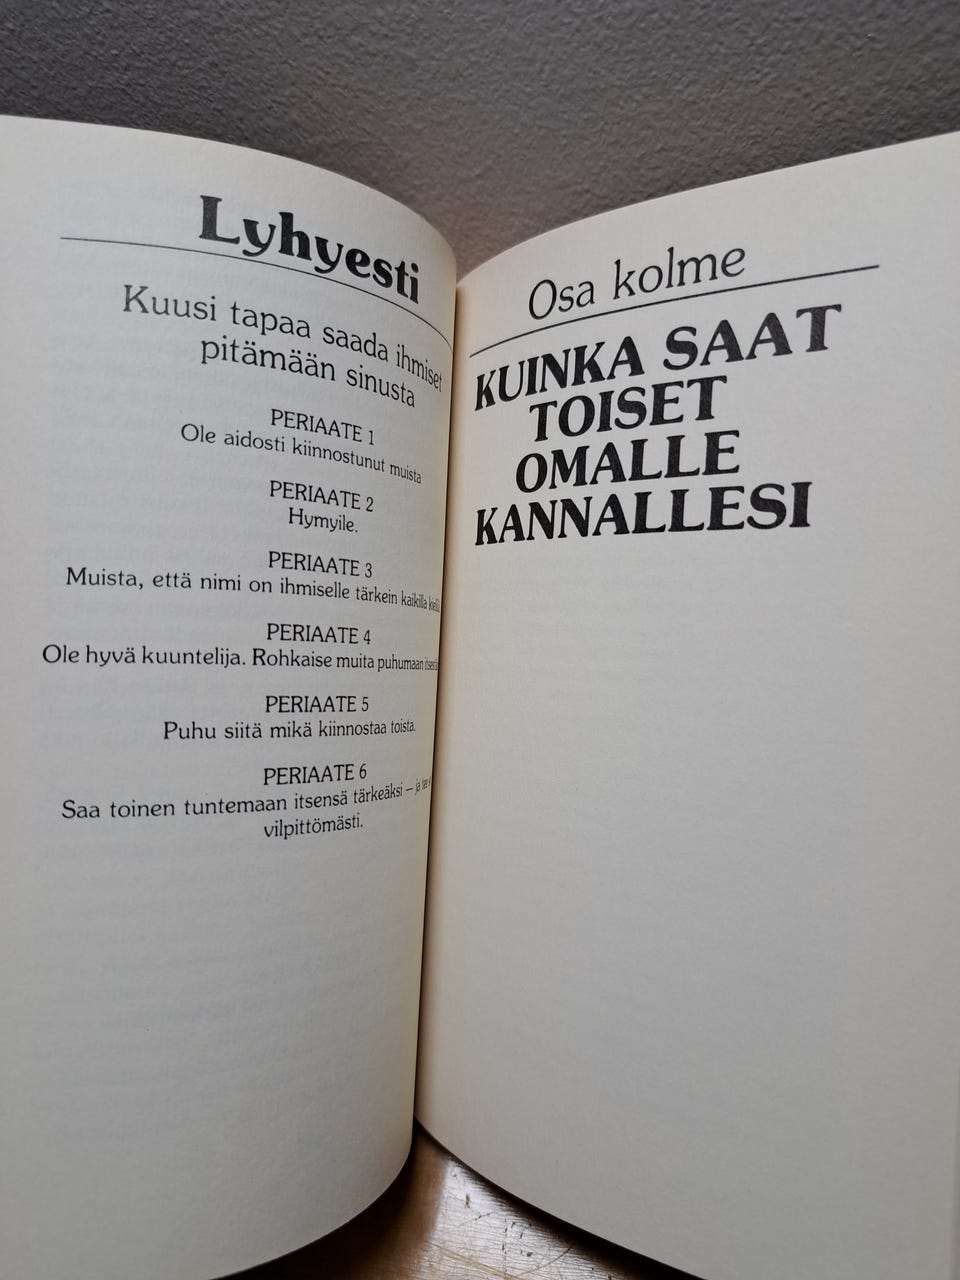 Lyhyesti
Kuusi tapaa saada ihmiset
pitämään sinusta
PERIAATE 1
Ole aidosti kiinnostunut muista
PERIAATE 2
Hymyile.
PERIAATE 3
Muista, että nimi on ihmiselle tärkein kaikilla
PERIAATE 4
Ole hyvä kuuntelija. Rohkaise muita puhumaan
PERIAATE 5
Puhu siitä mikä kiinnostaa toista.
PERIAATE 6
Saa toinen tuntemaan itsensä tärkeäksi – ja
vilpittömästi.
Osa kolme
KUINKA SAAT
TOISET
OMALLE
KANNALLESI